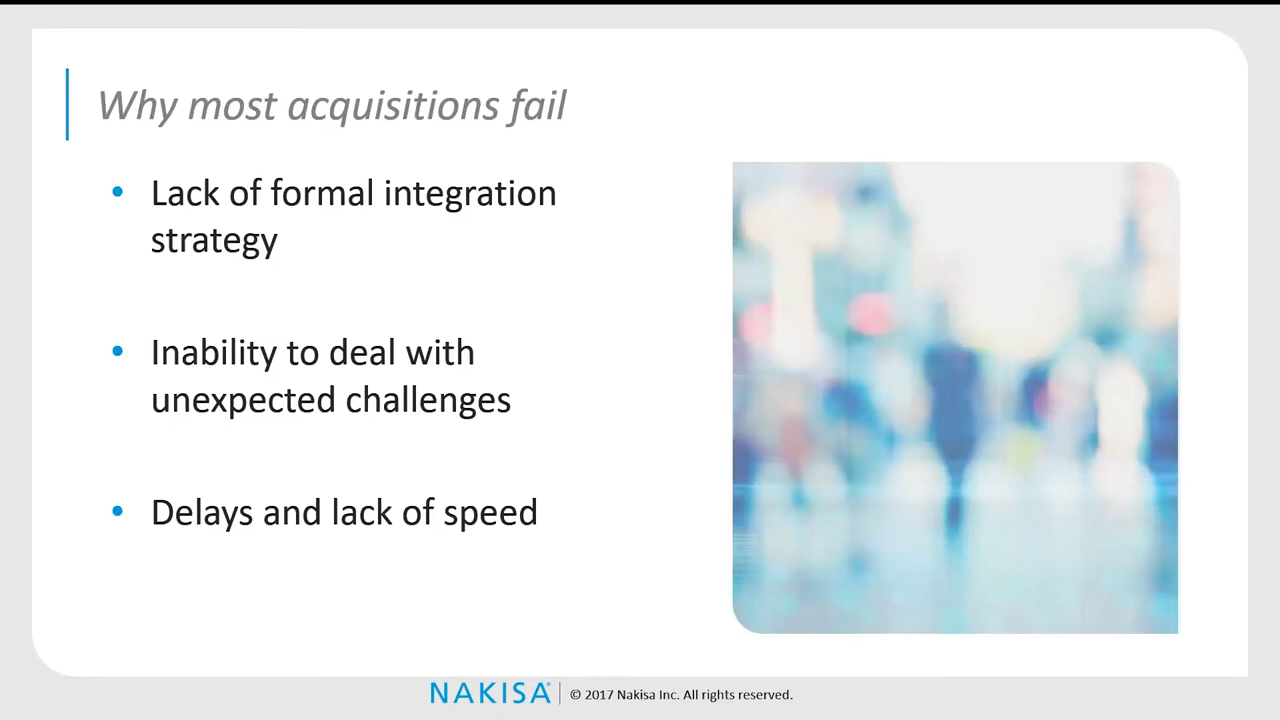 Why most acquisitions fail
• Lack of formal integration
strategy
• Inability to deal with
unexpected challenges
• Delays and lack of speed
NAKISA® | © 2017 Nakisa Inc. All rights reserved.